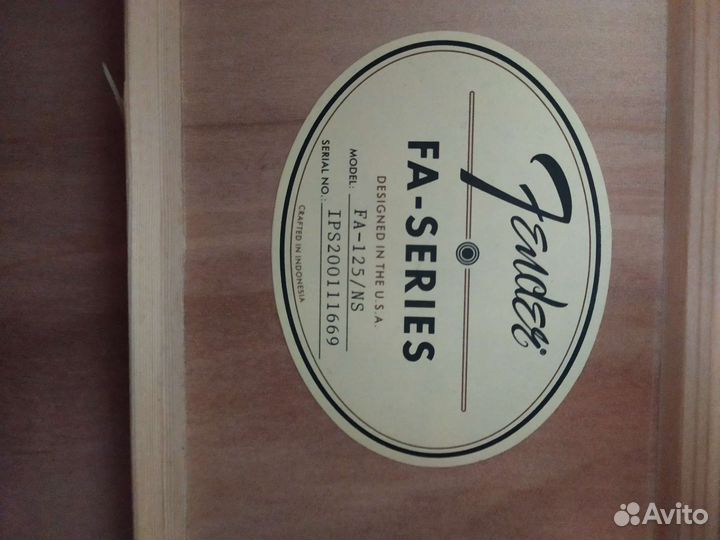 Fender
FA-SERIES
DESIGNED IN THE U.S.A.
MODEL: FA-125/NS
SERIAL NO.: IPS200111669
CRAFTED IN INDONESIA
Avito